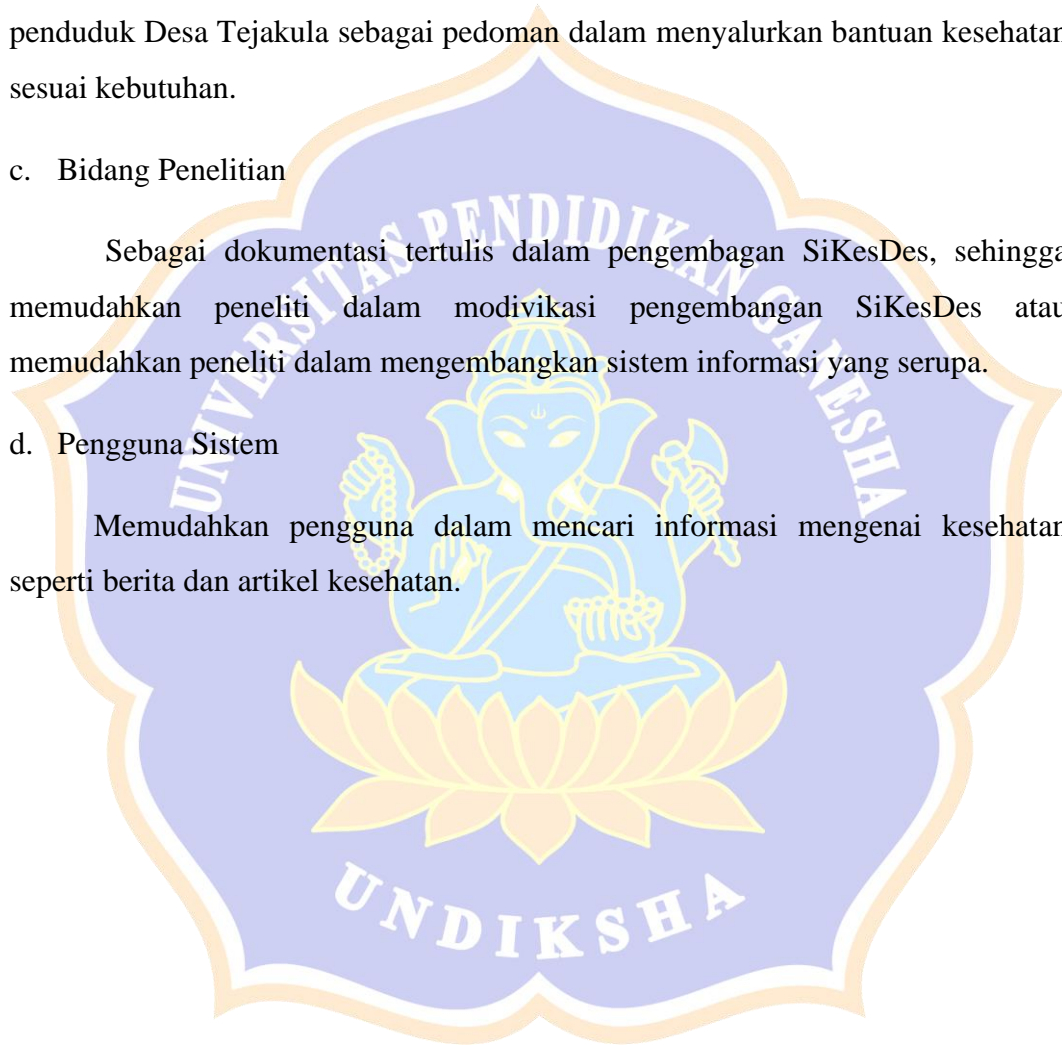 penduduk Desa Tejakula sebagai pedoman dalam menyalurkan bantuan kesehatan
sesuai kebutuhan.
c. Bidang Penelitian
Sebagai dokumentasi tertulis dalam pengembagan SiKesDes, sehingga
memudahkan peneliti dalam modivikasi pengembangan SiKesDes atau
memudahkan peneliti dalam mengembangkan sistem informasi yang serupa.
d. Pengguna Sistem
Memudahkan pengguna dalam mencari informasi mengenai kesehatan
seperti berita dan artikel kesehatan.
UNIVERSITAS PENDIDIKAN GANESHA
UNDIKSHA